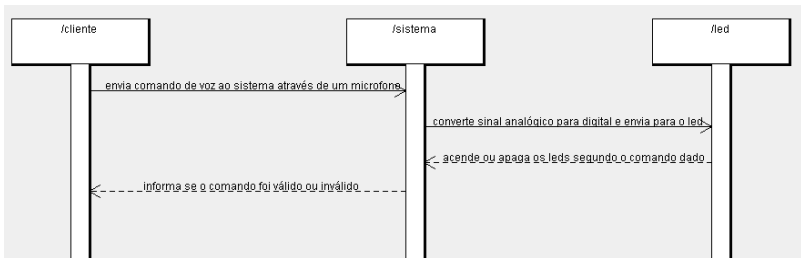 /cliente
/sistema
/led
envia comando de voz ao sistema através de um microfone
converte sinal analógico para digital e envia para o led
acende ou apaga os leds segundo o comando dado
informa se o comando foi válido ou inválido